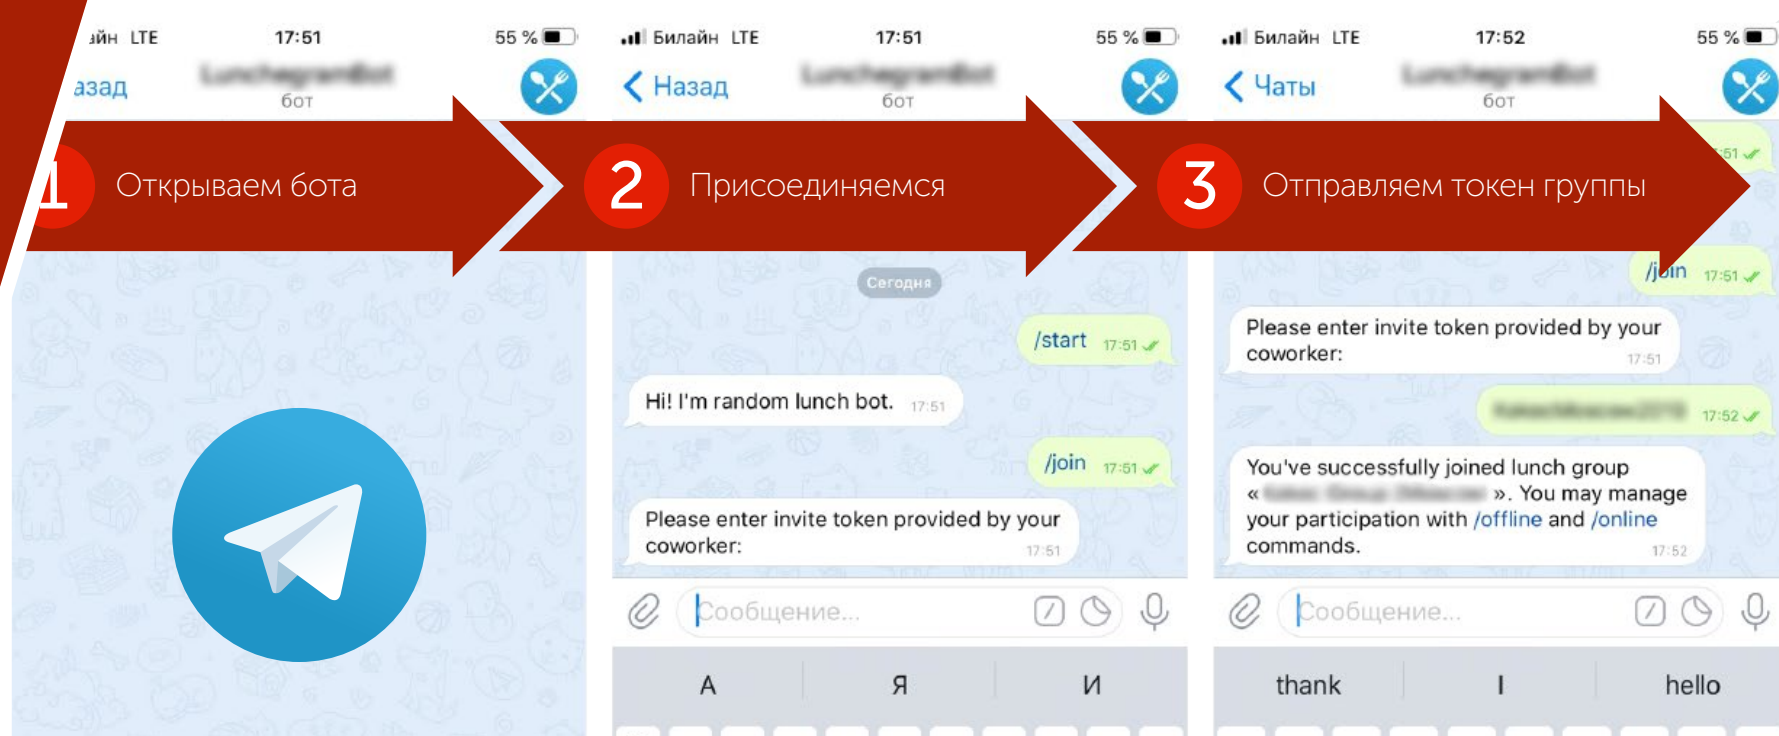 айн LTE 17:51 55 %
азад
бот
1 Открываем бота
Билайн LTE 17:51 55 %
Назад
бот
2 Присоединяемся
Сегодня
/start 17:51
Hi! I'm random lunch bot. 17:51
/join 17:51
Please enter invite token provided by your
coworker: 17:51
Сообщение...
А Я И
Билайн LTE 17:52 55 %
Чаты
бот
:51
3 Отправляем токен группы
/join 17:51
Please enter invite token provided by your
coworker: 17:51
17:52
You've successfully joined lunch group
« ». You may manage
your participation with /offline and /online
commands. 17:52
Сообщение...
thank I hello